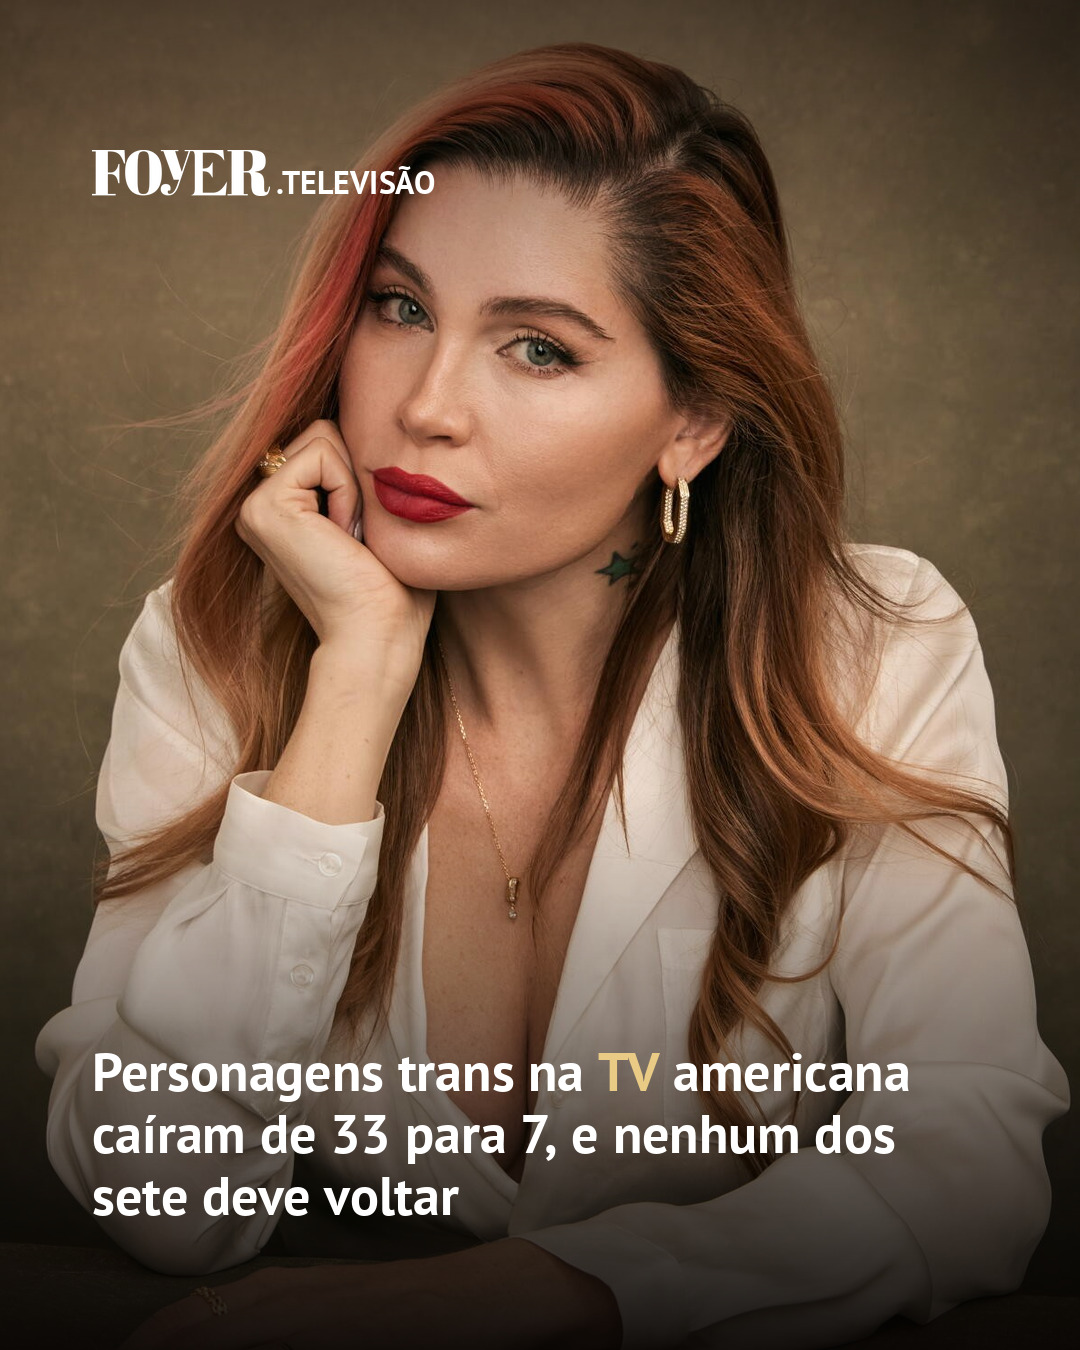 FOYER.TELEVISÃO
Personagens trans na TV americana
caíram de 33 para 7, e nenhum dos
sete deve voltar